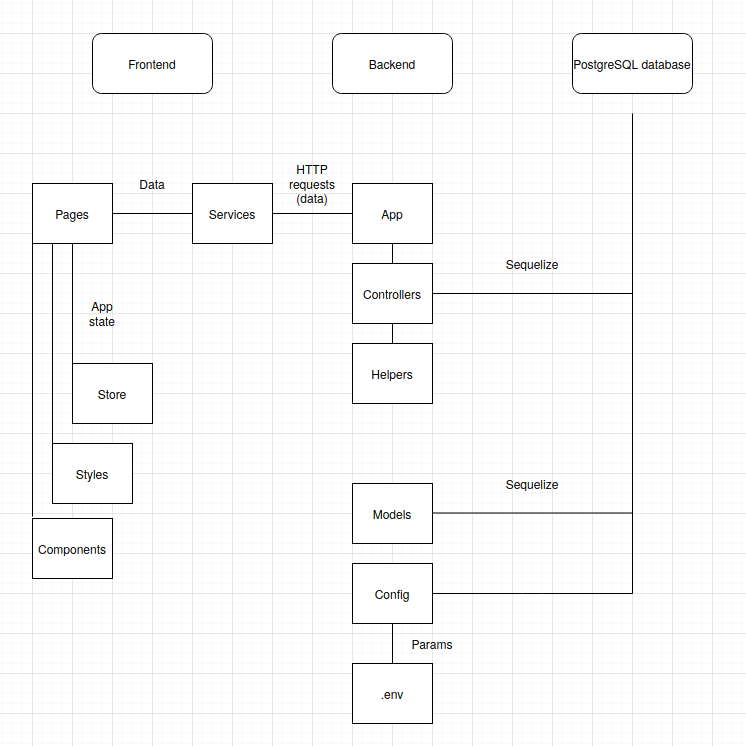 Frontend
Backend
PostgreSQL database
Data
HTTP
requests
(data)
Pages
Services
App
Sequelize
Controllers
App
state
Helpers
Store
Styles
Sequelize
Models
Components
Config
Params
.env